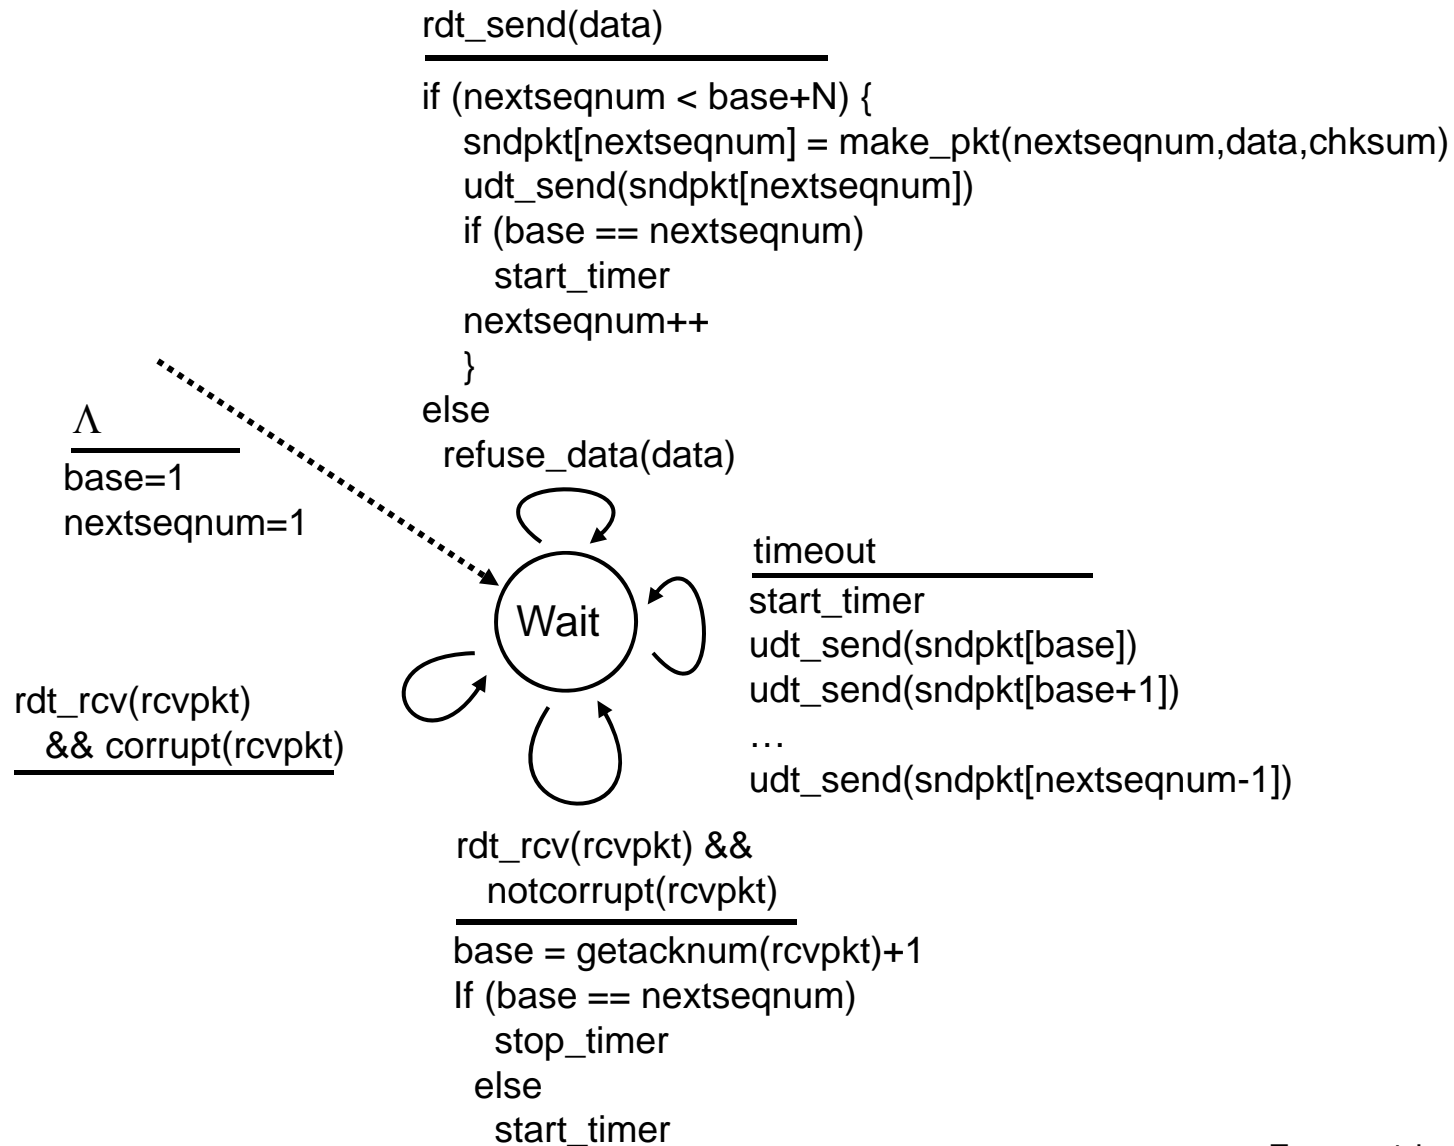 rdt_send(data)
if (nextseqnum < base+N) {
sndpkt[nextseqnum] = make_pkt(nextseqnum,data,chksum)
udt_send(sndpkt[nextseqnum])
if (base == nextseqnum)
start_timer
nextseqnum++
}
else
refuse_data(data)
Λ
base=1
nextseqnum=1
Wait
timeout
start_timer
udt_send(sndpkt[base])
udt_send(sndpkt[base+1])
…
udt_send(sndpkt[nextseqnum-1])
rdt_rcv(rcvpkt)
&& corrupt(rcvpkt)
rdt_rcv(rcvpkt) &&
notcorrupt(rcvpkt)
base = getacknum(rcvpkt)+1
If (base == nextseqnum)
stop_timer
else
start_timer